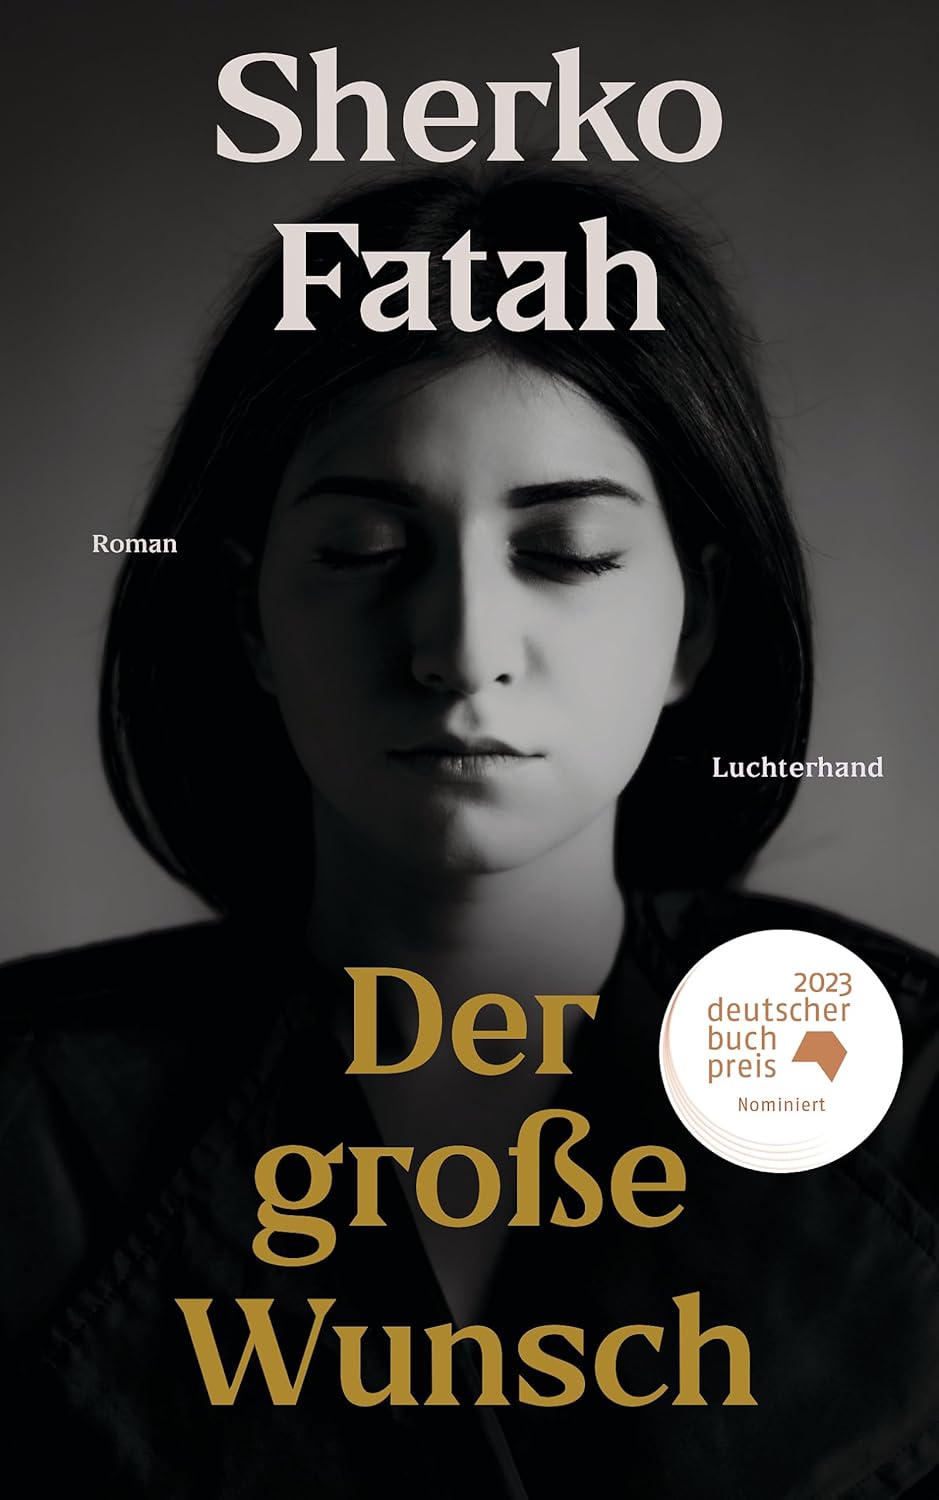 Sherko
Fatah
Roman
Luchterhand
Der
große
Wunsch
2023
deutscher
buch
preis
Nominiert